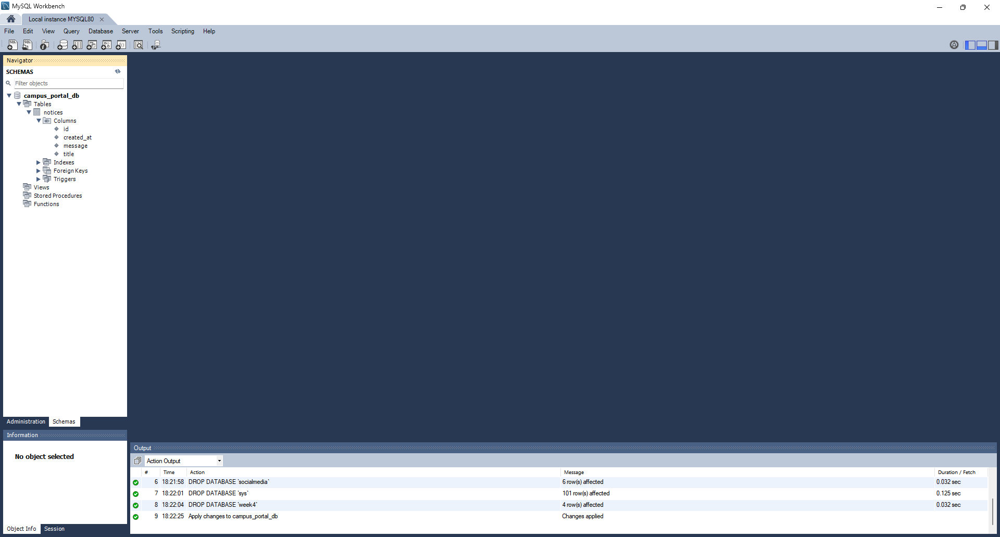 MySQL Workbench
Local instance MYSQL80
File Edit View Query Database Server Tools Scripting Help
Navigator
SCHEMAS
Filter objects
campus_portal_db
Tables
notices
Columns
id
created_at
message
title
Indexes
Foreign Keys
Triggers
Views
Stored Procedures
Functions
Administration Schemas
Information
No object selected
Object Info Session
Output
Action Output
# Time Action Message Duration / Fetch
6 18:21:58 DROP DATABASE `socialmedia` 6 row(s) affected 0.032 sec
7 18:22:01 DROP DATABASE `sys` 101 row(s) affected 0.125 sec
8 18:22:04 DROP DATABASE `week4` 4 row(s) affected 0.032 sec
9 18:22:25 Apply changes to campus_portal_db Changes applied